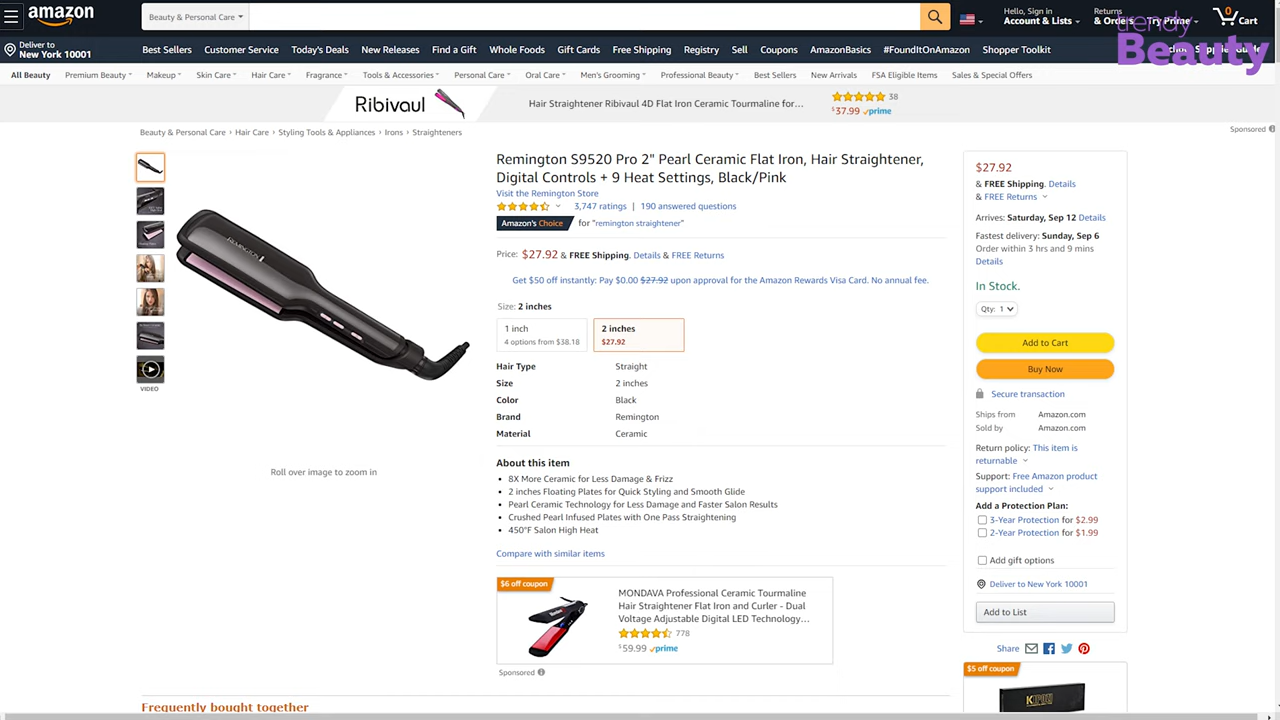 amazon
Beauty & Personal Care
Hello, Sign in
Account & Lists
Returns
& Orders
Try Prime
0
Cart
trendy
Beauty
Deliver to
New York 10001
Best Sellers
Customer Service
Today's Deals
New Releases
Find a Gift
Whole Foods
Gift Cards
Free Shipping
Registry
Sell
Coupons
AmazonBasics
#FoundItOnAmazon
Shopper Toolkit
All Beauty
Premium Beauty
Makeup
Skin Care
Hair Care
Fragrance
Tools & Accessories
Personal Care
Oral Care
Men's Grooming
Professional Beauty
Best Sellers
New Arrivals
FSA Eligible Items
Sales & Special Offers
Ribivaul
Hair Straightener Ribivaul 4D Flat Iron Ceramic Tourmaline for...
38
$37.99 prime
Sponsored
Beauty & Personal Care › Hair Care › Styling Tools & Appliances › Irons › Straighteners
REMINGTON
VIDEO
Roll over image to zoom in
Remington S9520 Pro 2" Pearl Ceramic Flat Iron, Hair Straightener,
Digital Controls + 9 Heat Settings, Black/Pink
Visit the Remington Store
3,747 ratings | 190 answered questions
Amazon's Choice for "remington straightener"
Price: $27.92 & FREE Shipping. Details & FREE Returns
Get $50 off instantly: Pay $0.00 $27.92 upon approval for the Amazon Rewards Visa Card. No annual fee.
Size: 2 inches
1 inch
4 options from $38.18
2 inches
$27.92
Hair Type Straight
Size 2 inches
Color Black
Brand Remington
Material Ceramic
About this item
• 8X More Ceramic for Less Damage & Frizz
• 2 inches Floating Plates for Quick Styling and Smooth Glide
• Pearl Ceramic Technology for Less Damage and Faster Salon Results
• Crushed Pearl Infused Plates with One Pass Straightening
• 450°F Salon High Heat
Compare with similar items
$6 off coupon
MONDAVA Professional Ceramic Tourmaline
Hair Straightener Flat Iron and Curler - Dual
Voltage Adjustable Digital LED Technology...
778
$59.99 prime
Sponsored
Frequently bought together
$27.92
& FREE Shipping. Details
& FREE Returns
Arrives: Saturday, Sep 12 Details
Fastest delivery: Sunday, Sep 6
Order within 3 hrs and 9 mins
Details
In Stock.
Qty: 1
Add to Cart
Buy Now
Secure transaction
Ships from Amazon.com
Sold by Amazon.com
Return policy: This item is
returnable
Support: Free Amazon product
support included
Add a Protection Plan:
3-Year Protection for $2.99
2-Year Protection for $1.99
Add gift options
Deliver to New York 10001
Add to List
Share
$5 off coupon
KIPOZI